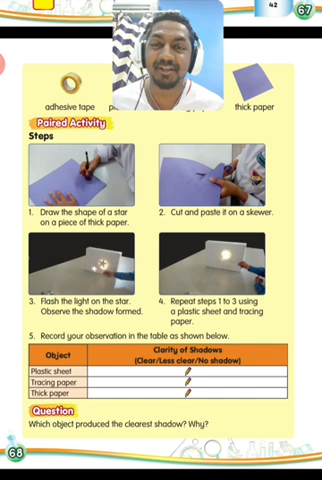 42
67
adhesive tape
thick paper
Paired Activity
Steps
1. Draw the shape of a star
on a piece of thick paper.
2. Cut and paste it on a skewer.
3. Flash the light on the star.
Observe the shadow formed.
4. Repeat steps 1 to 3 using
a plastic sheet and tracing
paper.
5. Record your observation in the table as shown below.
Object
Clarity of Shadows
(Clear/Less clear/No shadow)
Plastic sheet
Tracing paper
Thick paper
Question
Which object produced the clearest shadow? Why?
68